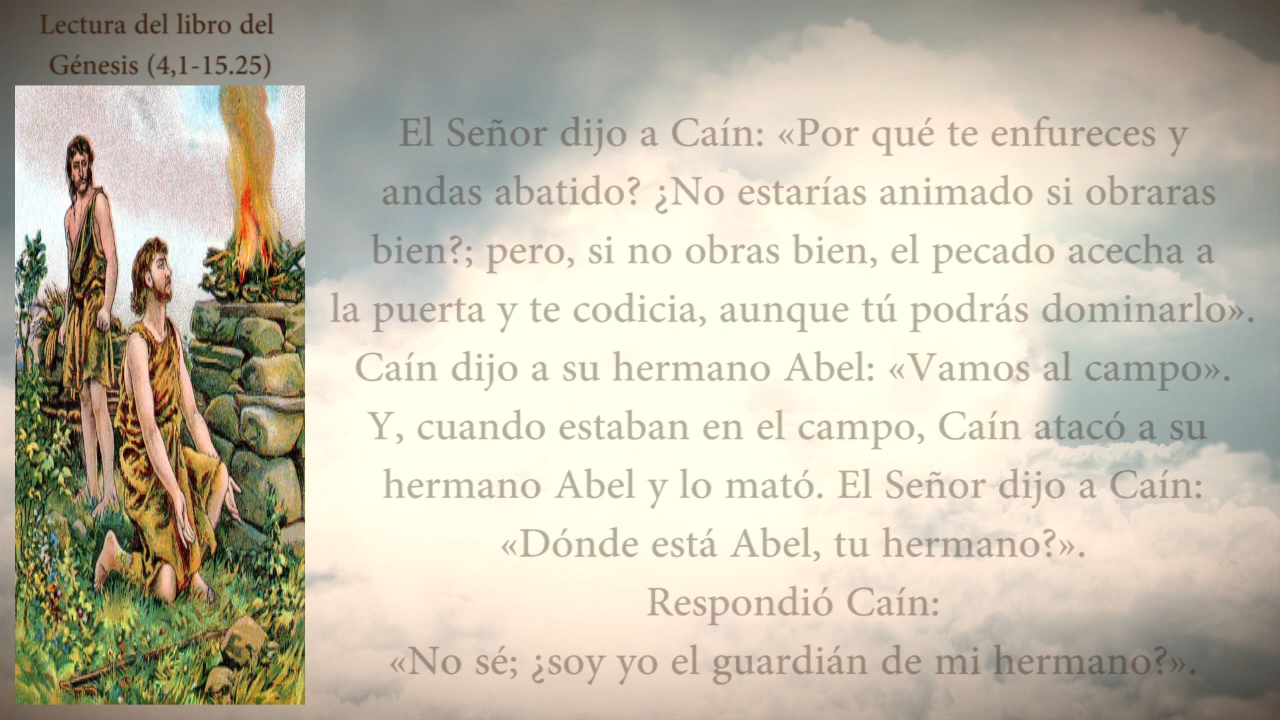 Lectura del libro del
Génesis (4,1-15.25)
El Señor dijo a Caín: «Por qué te enfureces y
andas abatido? ¿No estarías animado si obraras
bien?; pero, si no obras bien, el pecado acecha a
la puerta y te codicia, aunque tú podrás dominarlo».
Caín dijo a su hermano Abel: «Vamos al campo».
Y, cuando estaban en el campo, Caín atacó a su
hermano Abel y lo mató. El Señor dijo a Caín:
«Dónde está Abel, tu hermano?».
Respondió Caín:
«No sé; ¿soy yo el guardián de mi hermano?».